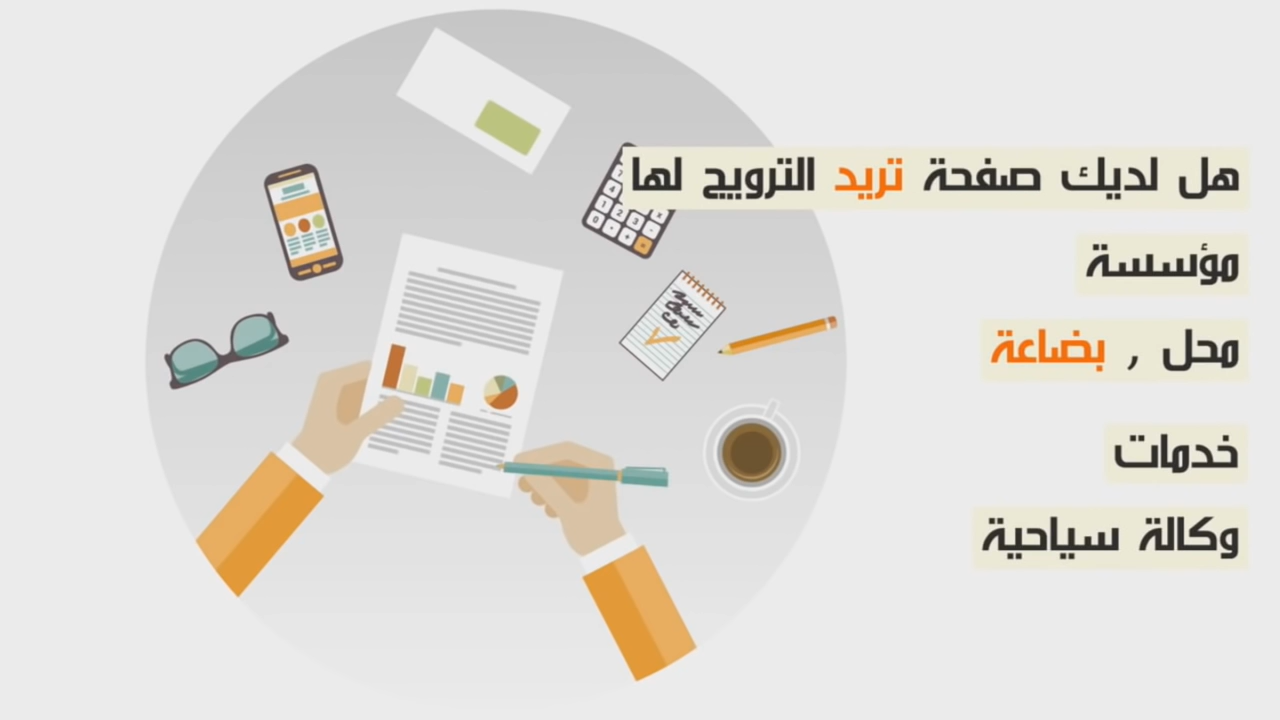 هل لديك صفحة تريد الترويج لها
مؤسسة
محل , بضاعة
خدمات
وكالة سياحية